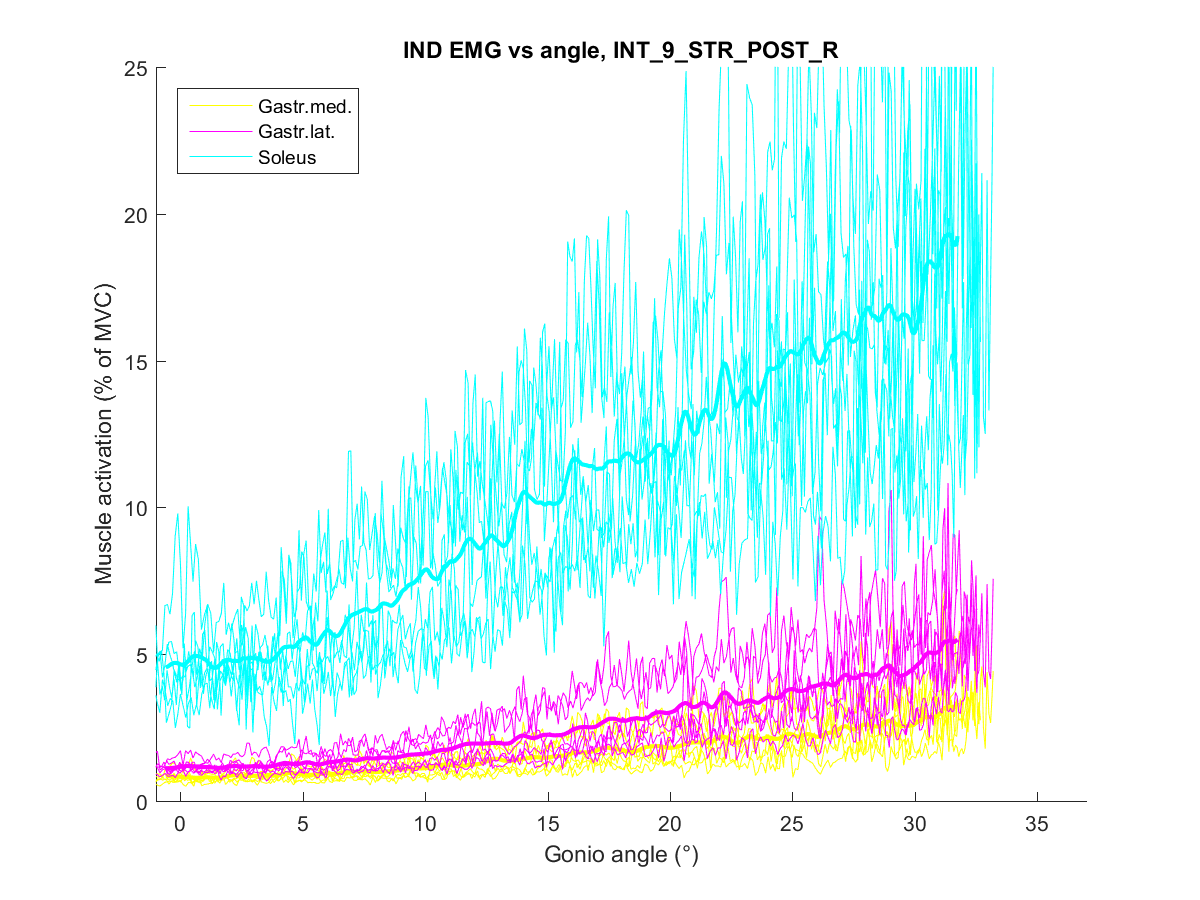 IND EMG vs angle, INT_9_STR_POST_R
25
20
15
10
5
0
Muscle activation (% of MVC)
Gastr.med.
Gastr.lat.
Soleus
0 5 10 15 20 25 30 35
Gonio angle (°)